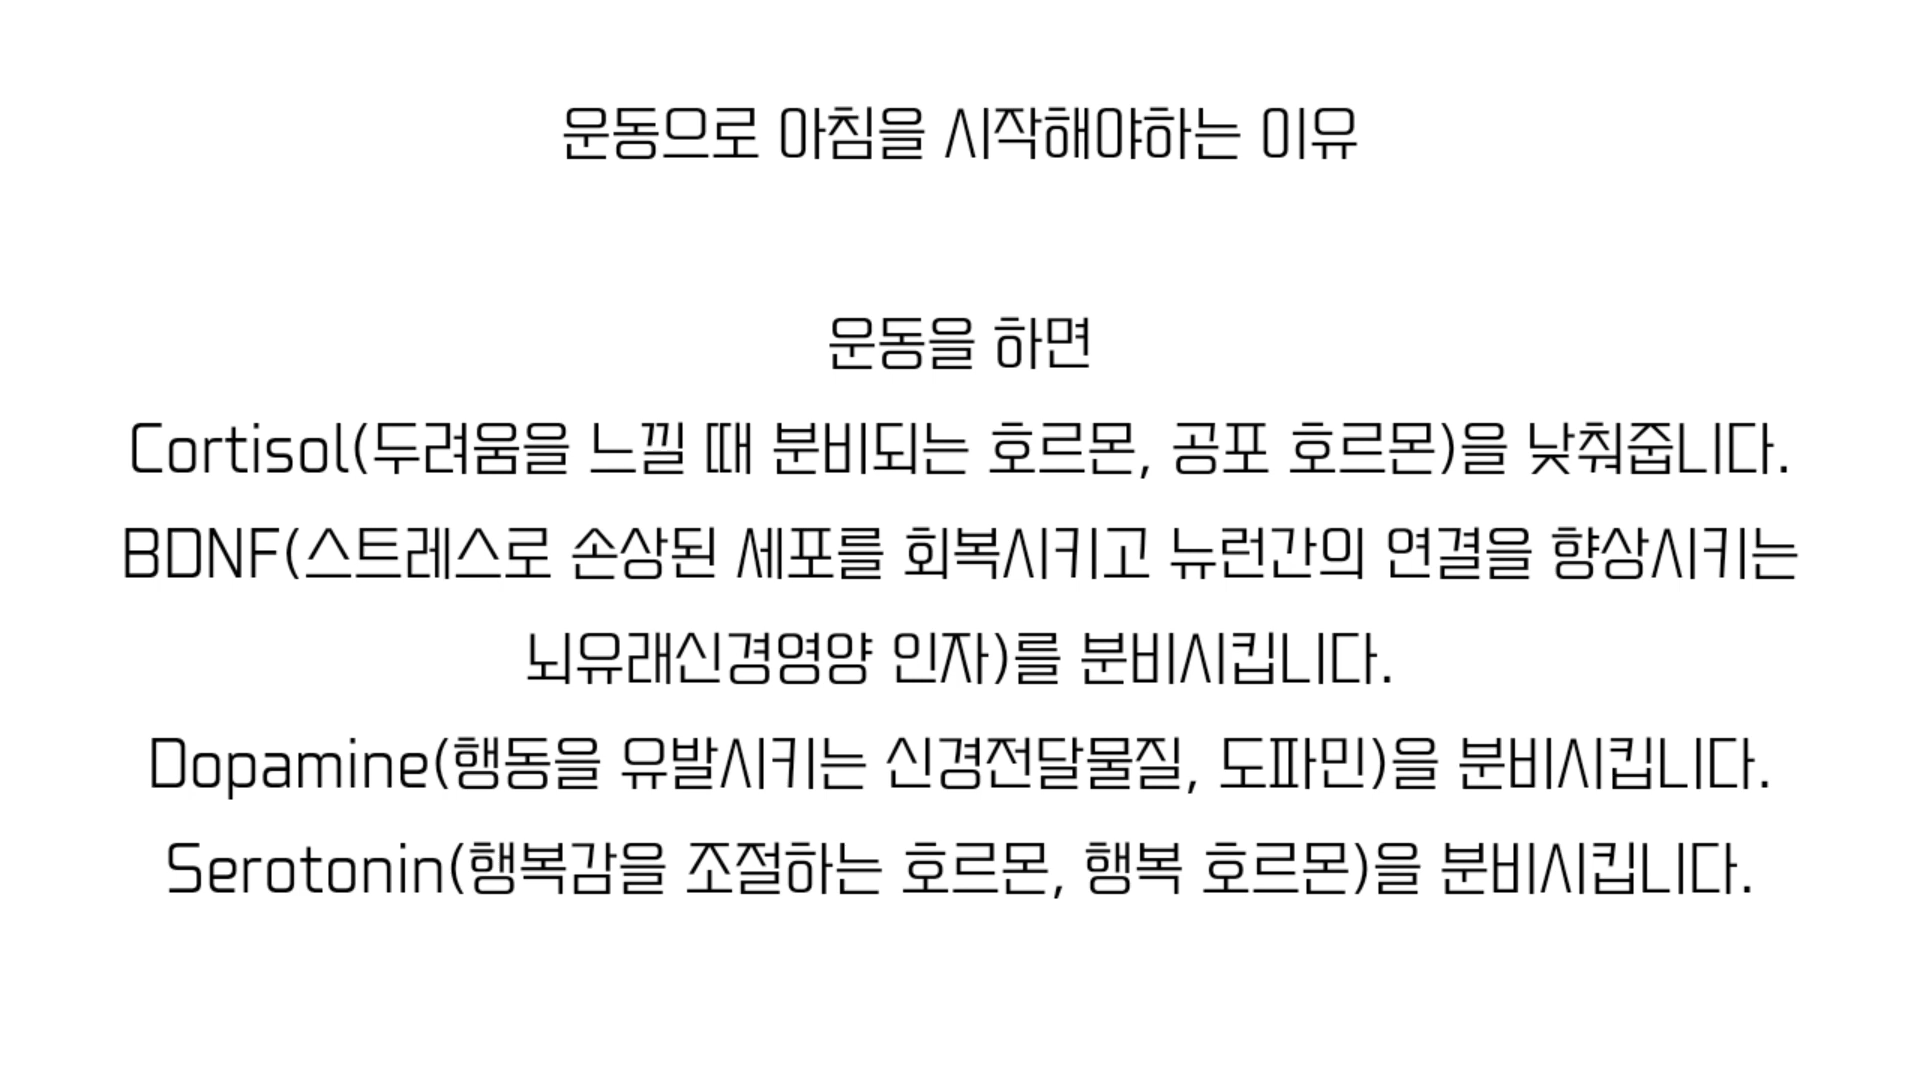 운동으로 아침을 시작해야하는 이유
운동을 하면
Cortisol(두려움을 느낄 때 분비되는 호르몬, 공포 호르몬)을 낮춰줍니다.
BDNF(스트레스로 손상된 세포를 회복시키고 뉴런간의 연결을 향상시키는
뇌유래신경영양 인자)를 분비시킵니다.
Dopamine(행동을 유발시키는 신경전달물질, 도파민)을 분비시킵니다.
Serotonin(행복감을 조절하는 호르몬, 행복 호르몬)을 분비시킵니다.